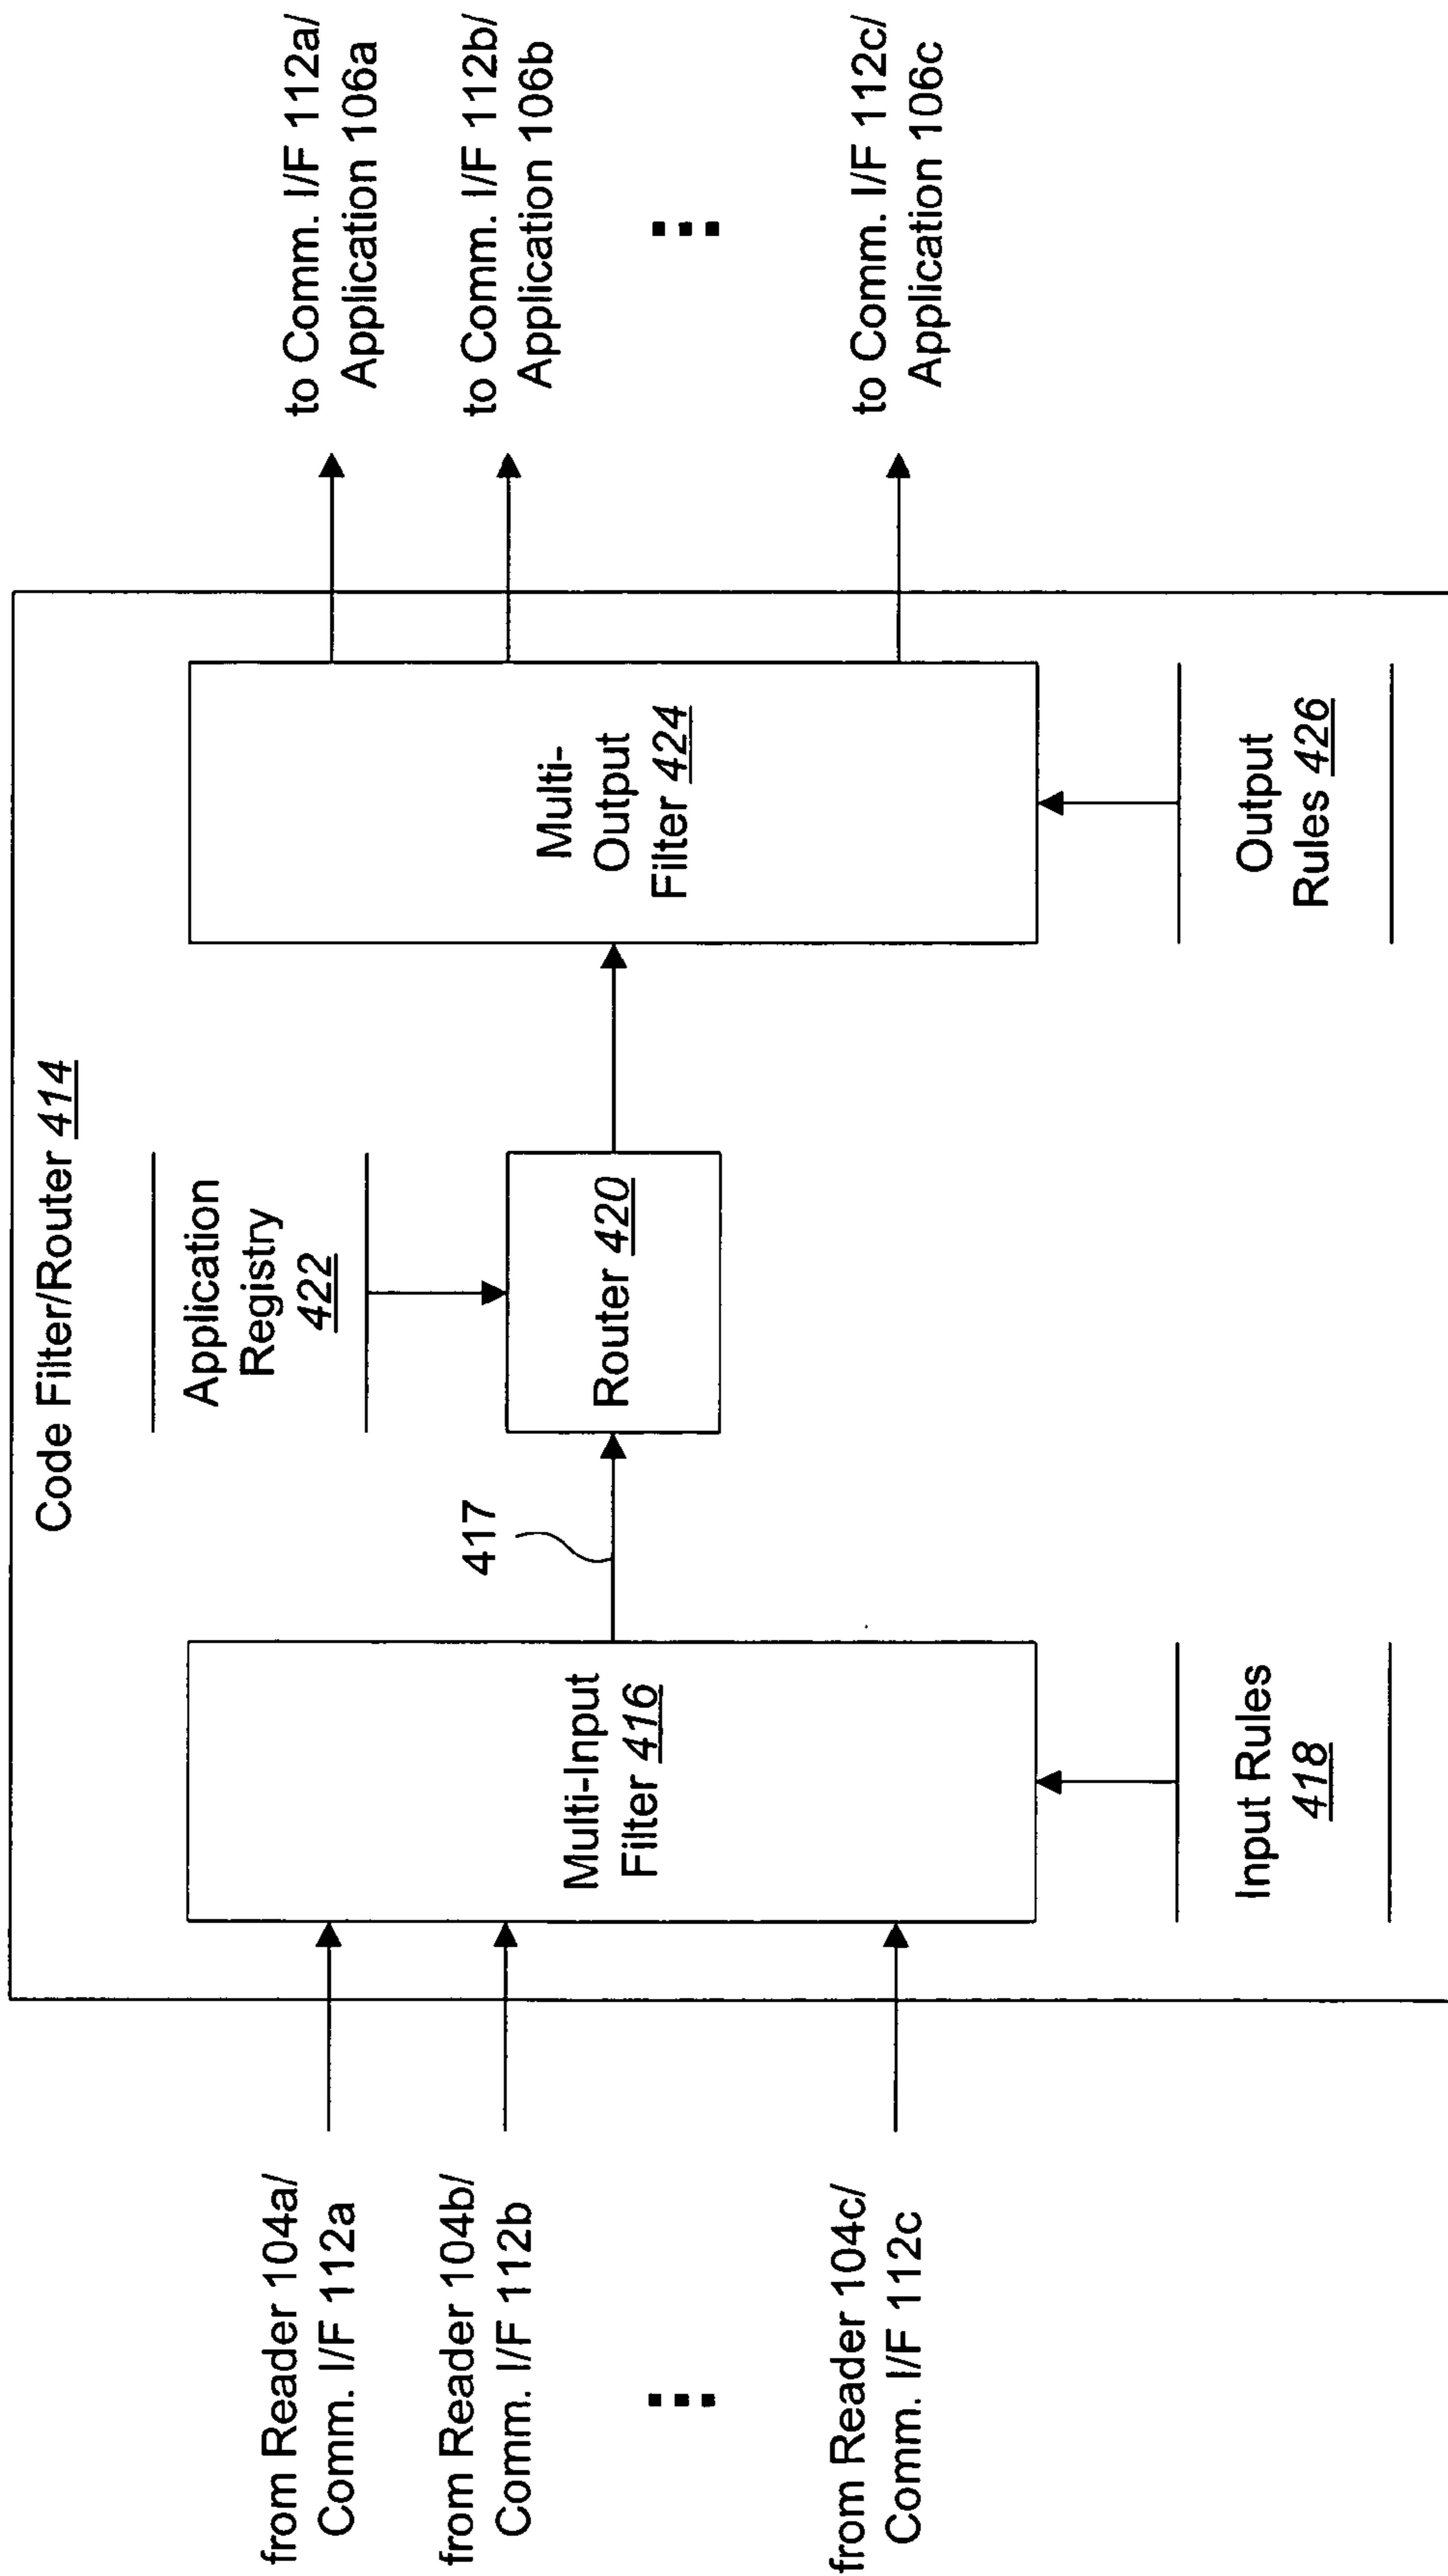 Code Filter/Router 414
from Reader 104a/
Comm. I/F 112a
from Reader 104b/
Comm. I/F 112b
from Reader 104c/
Comm. I/F 112c
Multi-Input
Filter 416
Input Rules
418
417
Application
Registry
422
Router 420
Multi-
Output
Filter 424
Output
Rules 426
to Comm. I/F 112a/
Application 106a
to Comm. I/F 112b/
Application 106b
to Comm. I/F 112c/
Application 106c